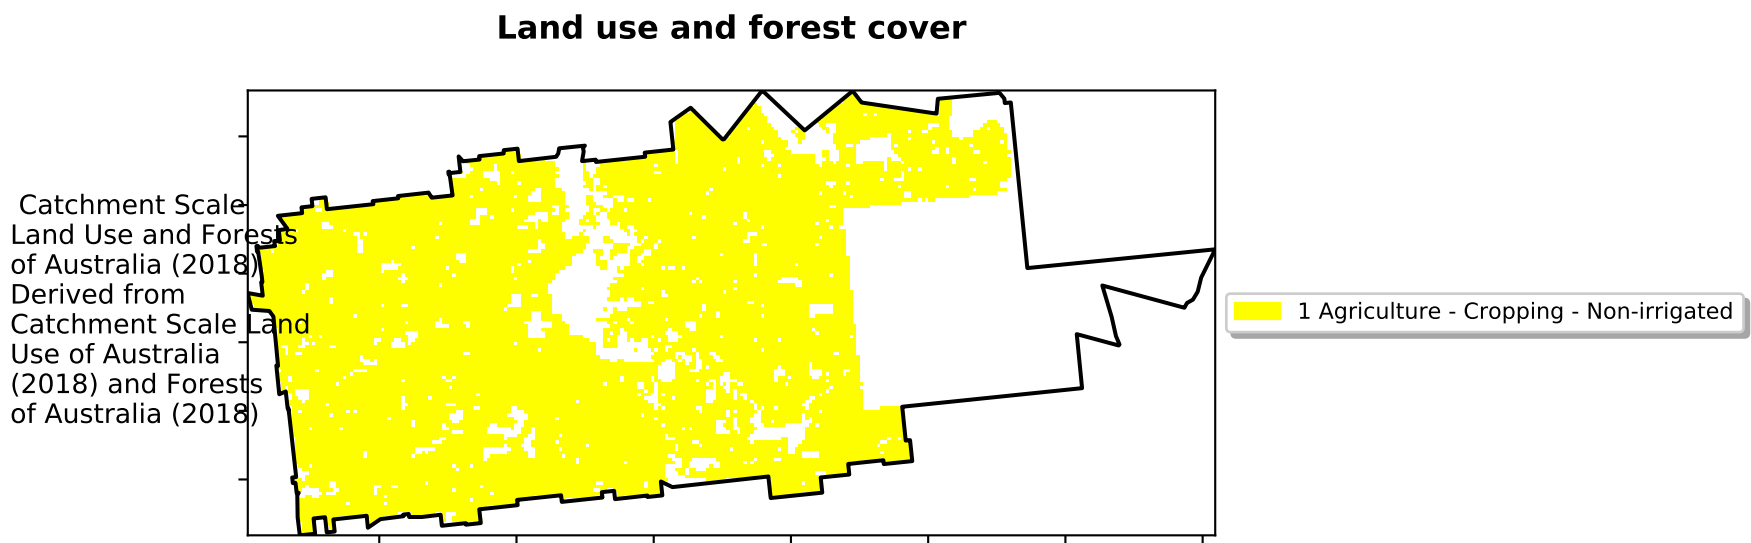 Land use and forest cover
Catchment Scale
Land Use and Forests
of Australia (2018)
Derived from
Catchment Scale Land
Use of Australia
(2018) and Forests
of Australia (2018)
1 Agriculture - Cropping - Non-irrigated